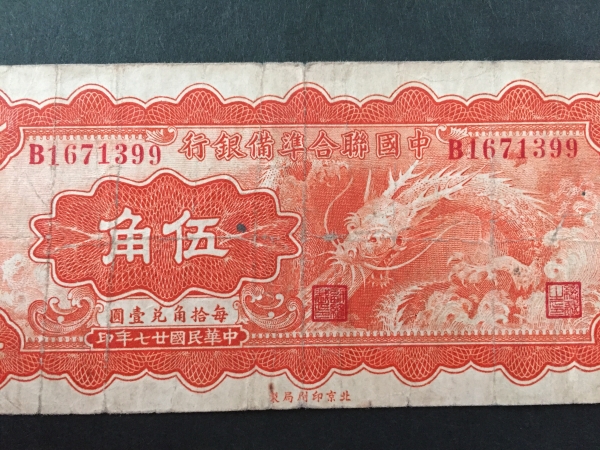 中國聯合準備銀行
B1671399
B1671399
伍角
每拾角兌壹圓
中華民國廿七年印
北京印刷局製